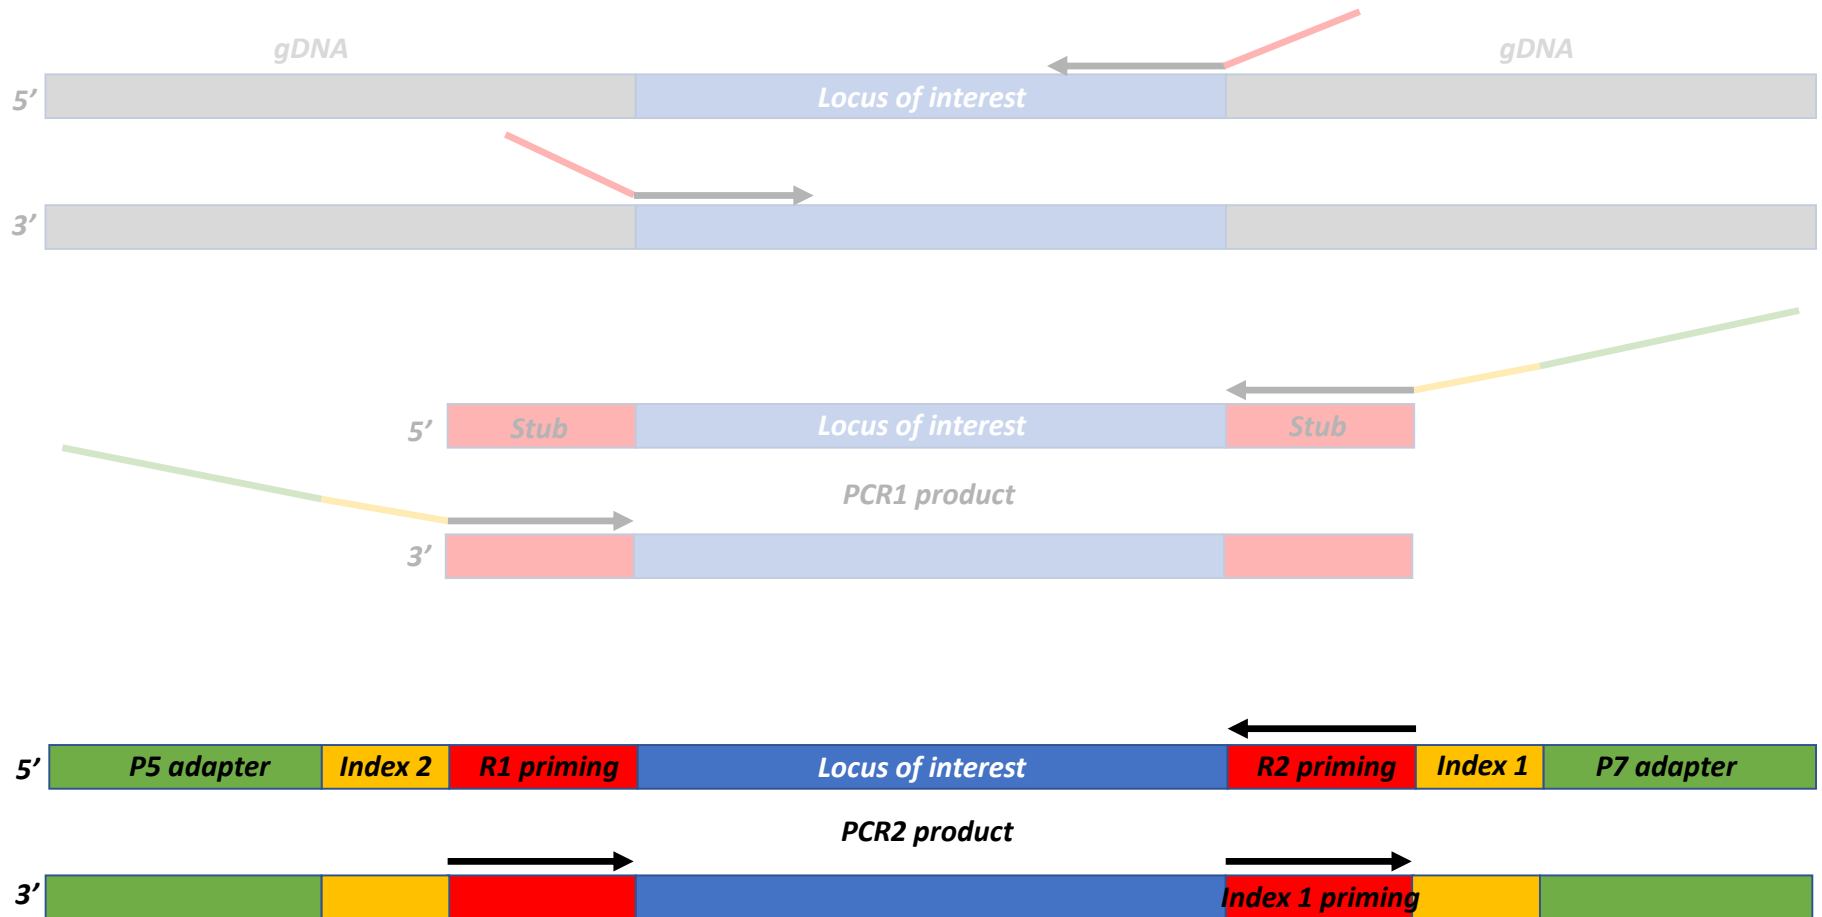 gDNA gDNA
5’ Locus of interest
3’
5’ Stub Locus of interest Stub
PCR1 product
3’
5’ P5 adapter Index 2 R1 priming Locus of interest R2 priming Index 1 P7 adapter
PCR2 product
3’ Index 1 priming